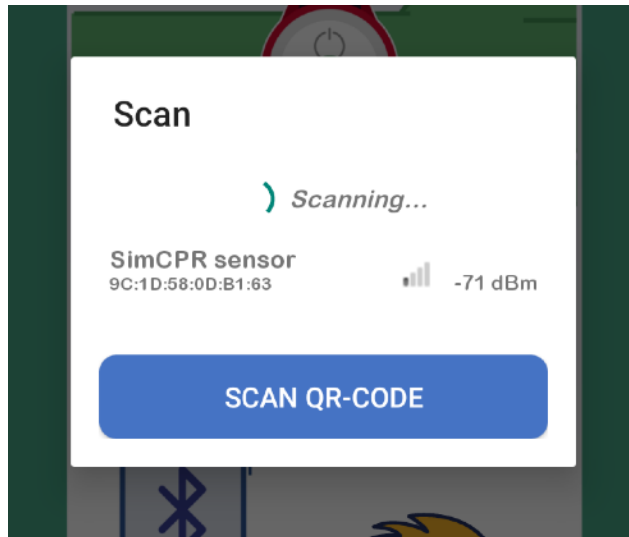 Scan
Scanning...
SimCPR sensor
9C:1D:58:0D:B1:63
-71 dBm
SCAN QR-CODE